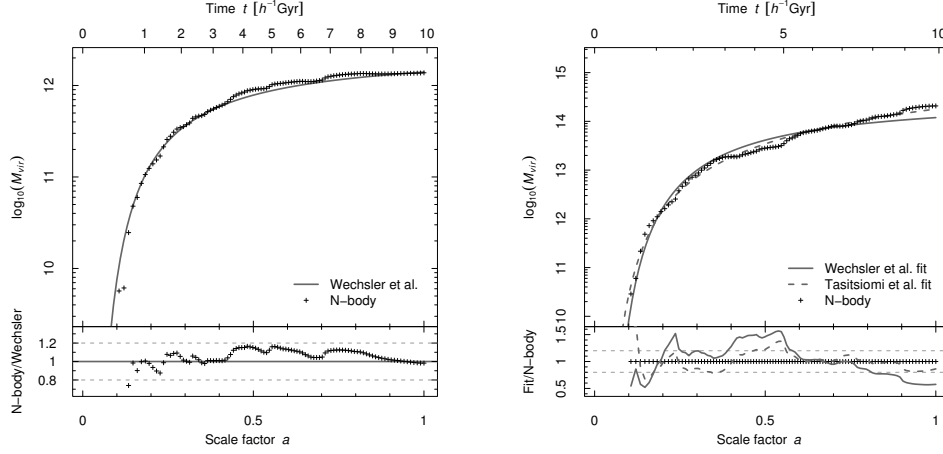 Time t [h⁻¹Gyr]
0 1 2 3 4 5 6 7 8 9 10
log₁₀(Mvir)
12
11
10
Wechsler et al.
N−body
N−body/Wechsler
1.2
1
0.8
0 0.5 1
Scale factor a
Time t [h⁻¹Gyr]
0 1 5 10
log₁₀(Mvir)
15
14
13
12
11
10
Wechsler et al. fit
Tasitsiomi et al. fit
N−body
Fit/N−body
1.5
1
0.5
0 0.5 1
Scale factor a